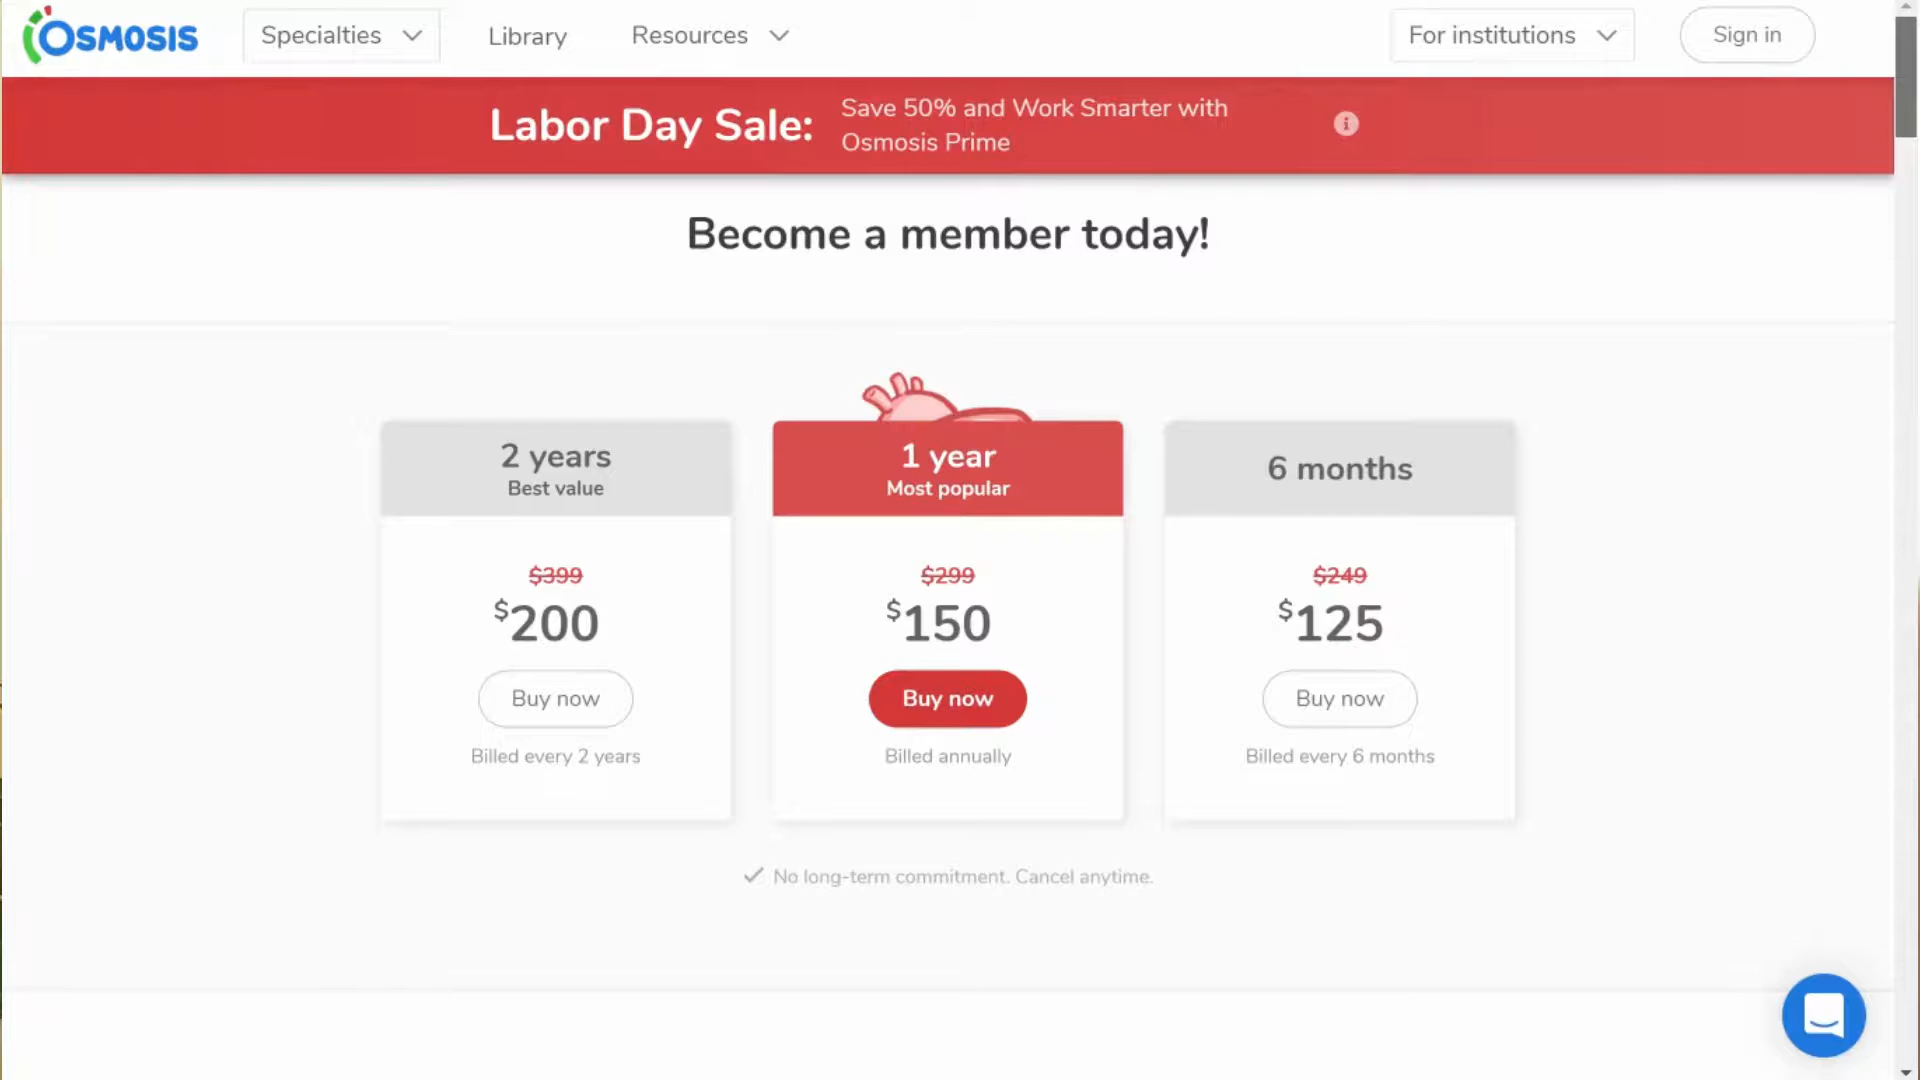 OSMOSIS
Specialties
Library
Resources
For institutions
Sign in
Labor Day Sale:
Save 50% and Work Smarter with
Osmosis Prime
i
Become a member today!
2 years
Best value
$399
$200
Buy now
Billed every 2 years
1 year
Most popular
$299
$150
Buy now
Billed annually
6 months
$249
$125
Buy now
Billed every 6 months
No long-term commitment. Cancel anytime.